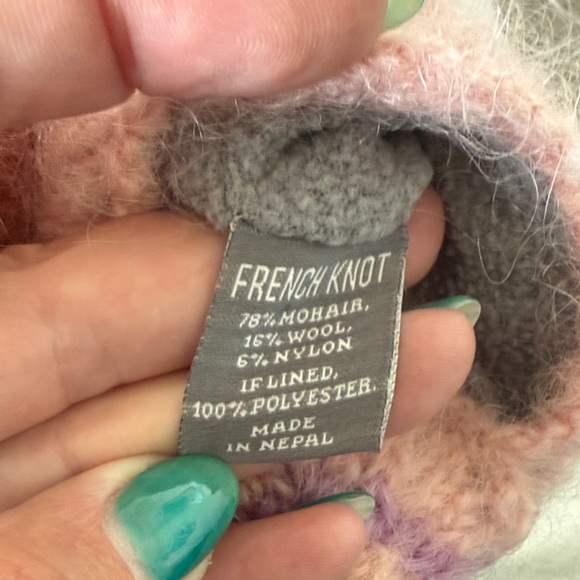 FRENCH KNOT
78% MOHAIR,
16% WOOL,
6% NYLON
IF LINED,
100% POLYESTER.
MADE
IN NEPAL